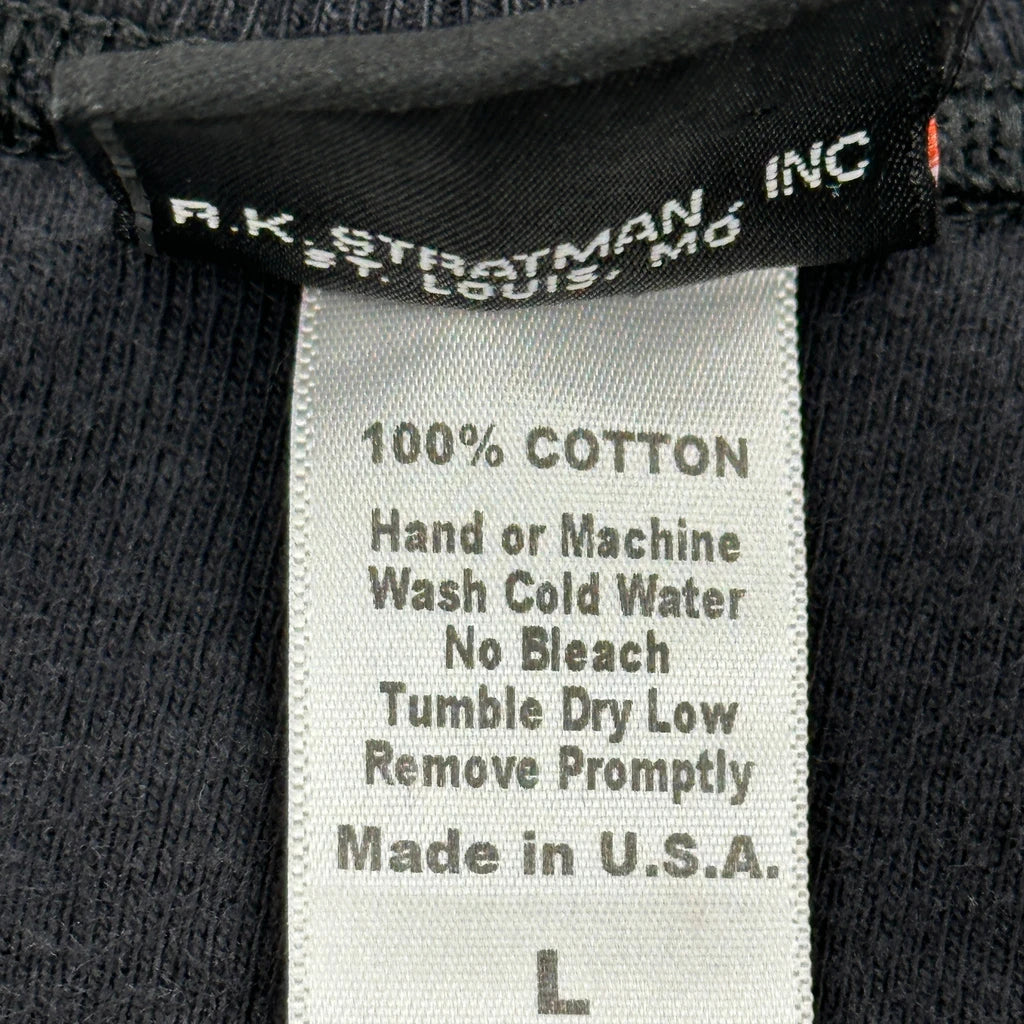 R.K. STRATMAN, INC
ST. LOUIS, MO
100% COTTON
Hand or Machine
Wash Cold Water
No Bleach
Tumble Dry Low
Remove Promptly
Made in U.S.A.
L